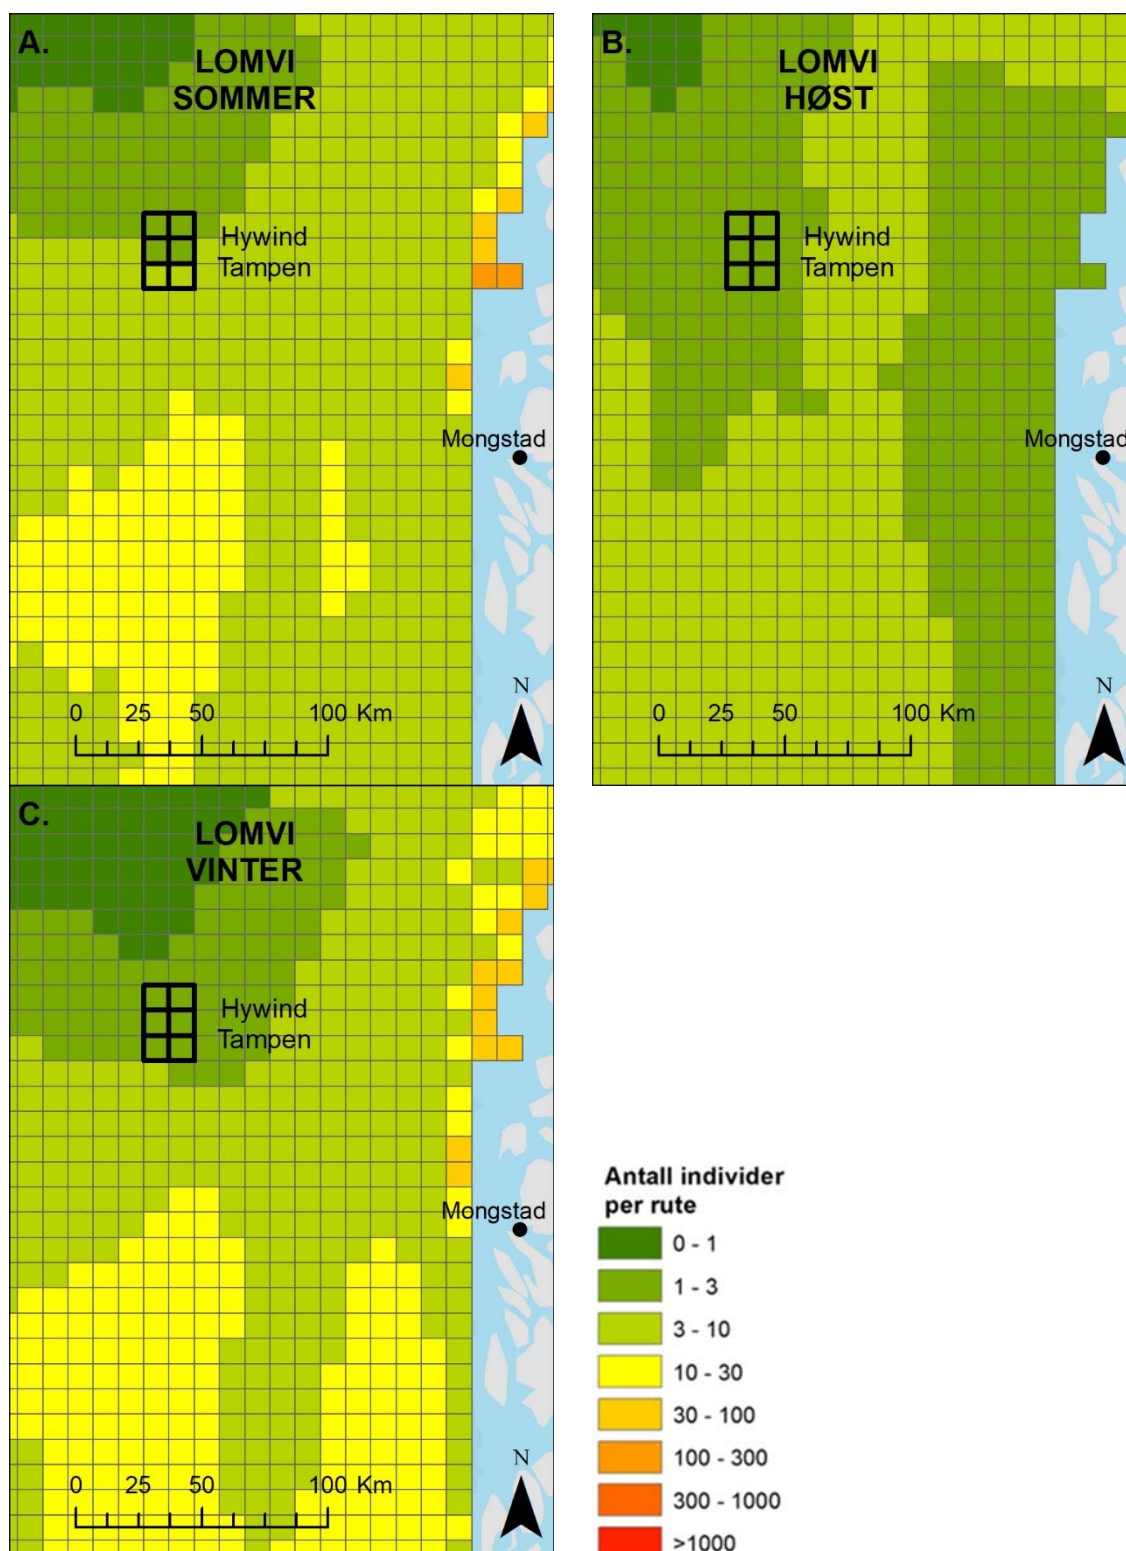 A.
LOMVI
SOMMER
Hywind
Tampen
Mongstad
N
0 25 50 100 Km
B.
LOMVI
HØST
Hywind
Tampen
Mongstad
N
0 25 50 100 Km
C.
LOMVI
VINTER
Hywind
Tampen
Mongstad
N
0 25 50 100 Km
Antall individer
per rute
0 - 1
1 - 3
3 - 10
10 - 30
30 - 100
100 - 300
300 - 1000
>1000